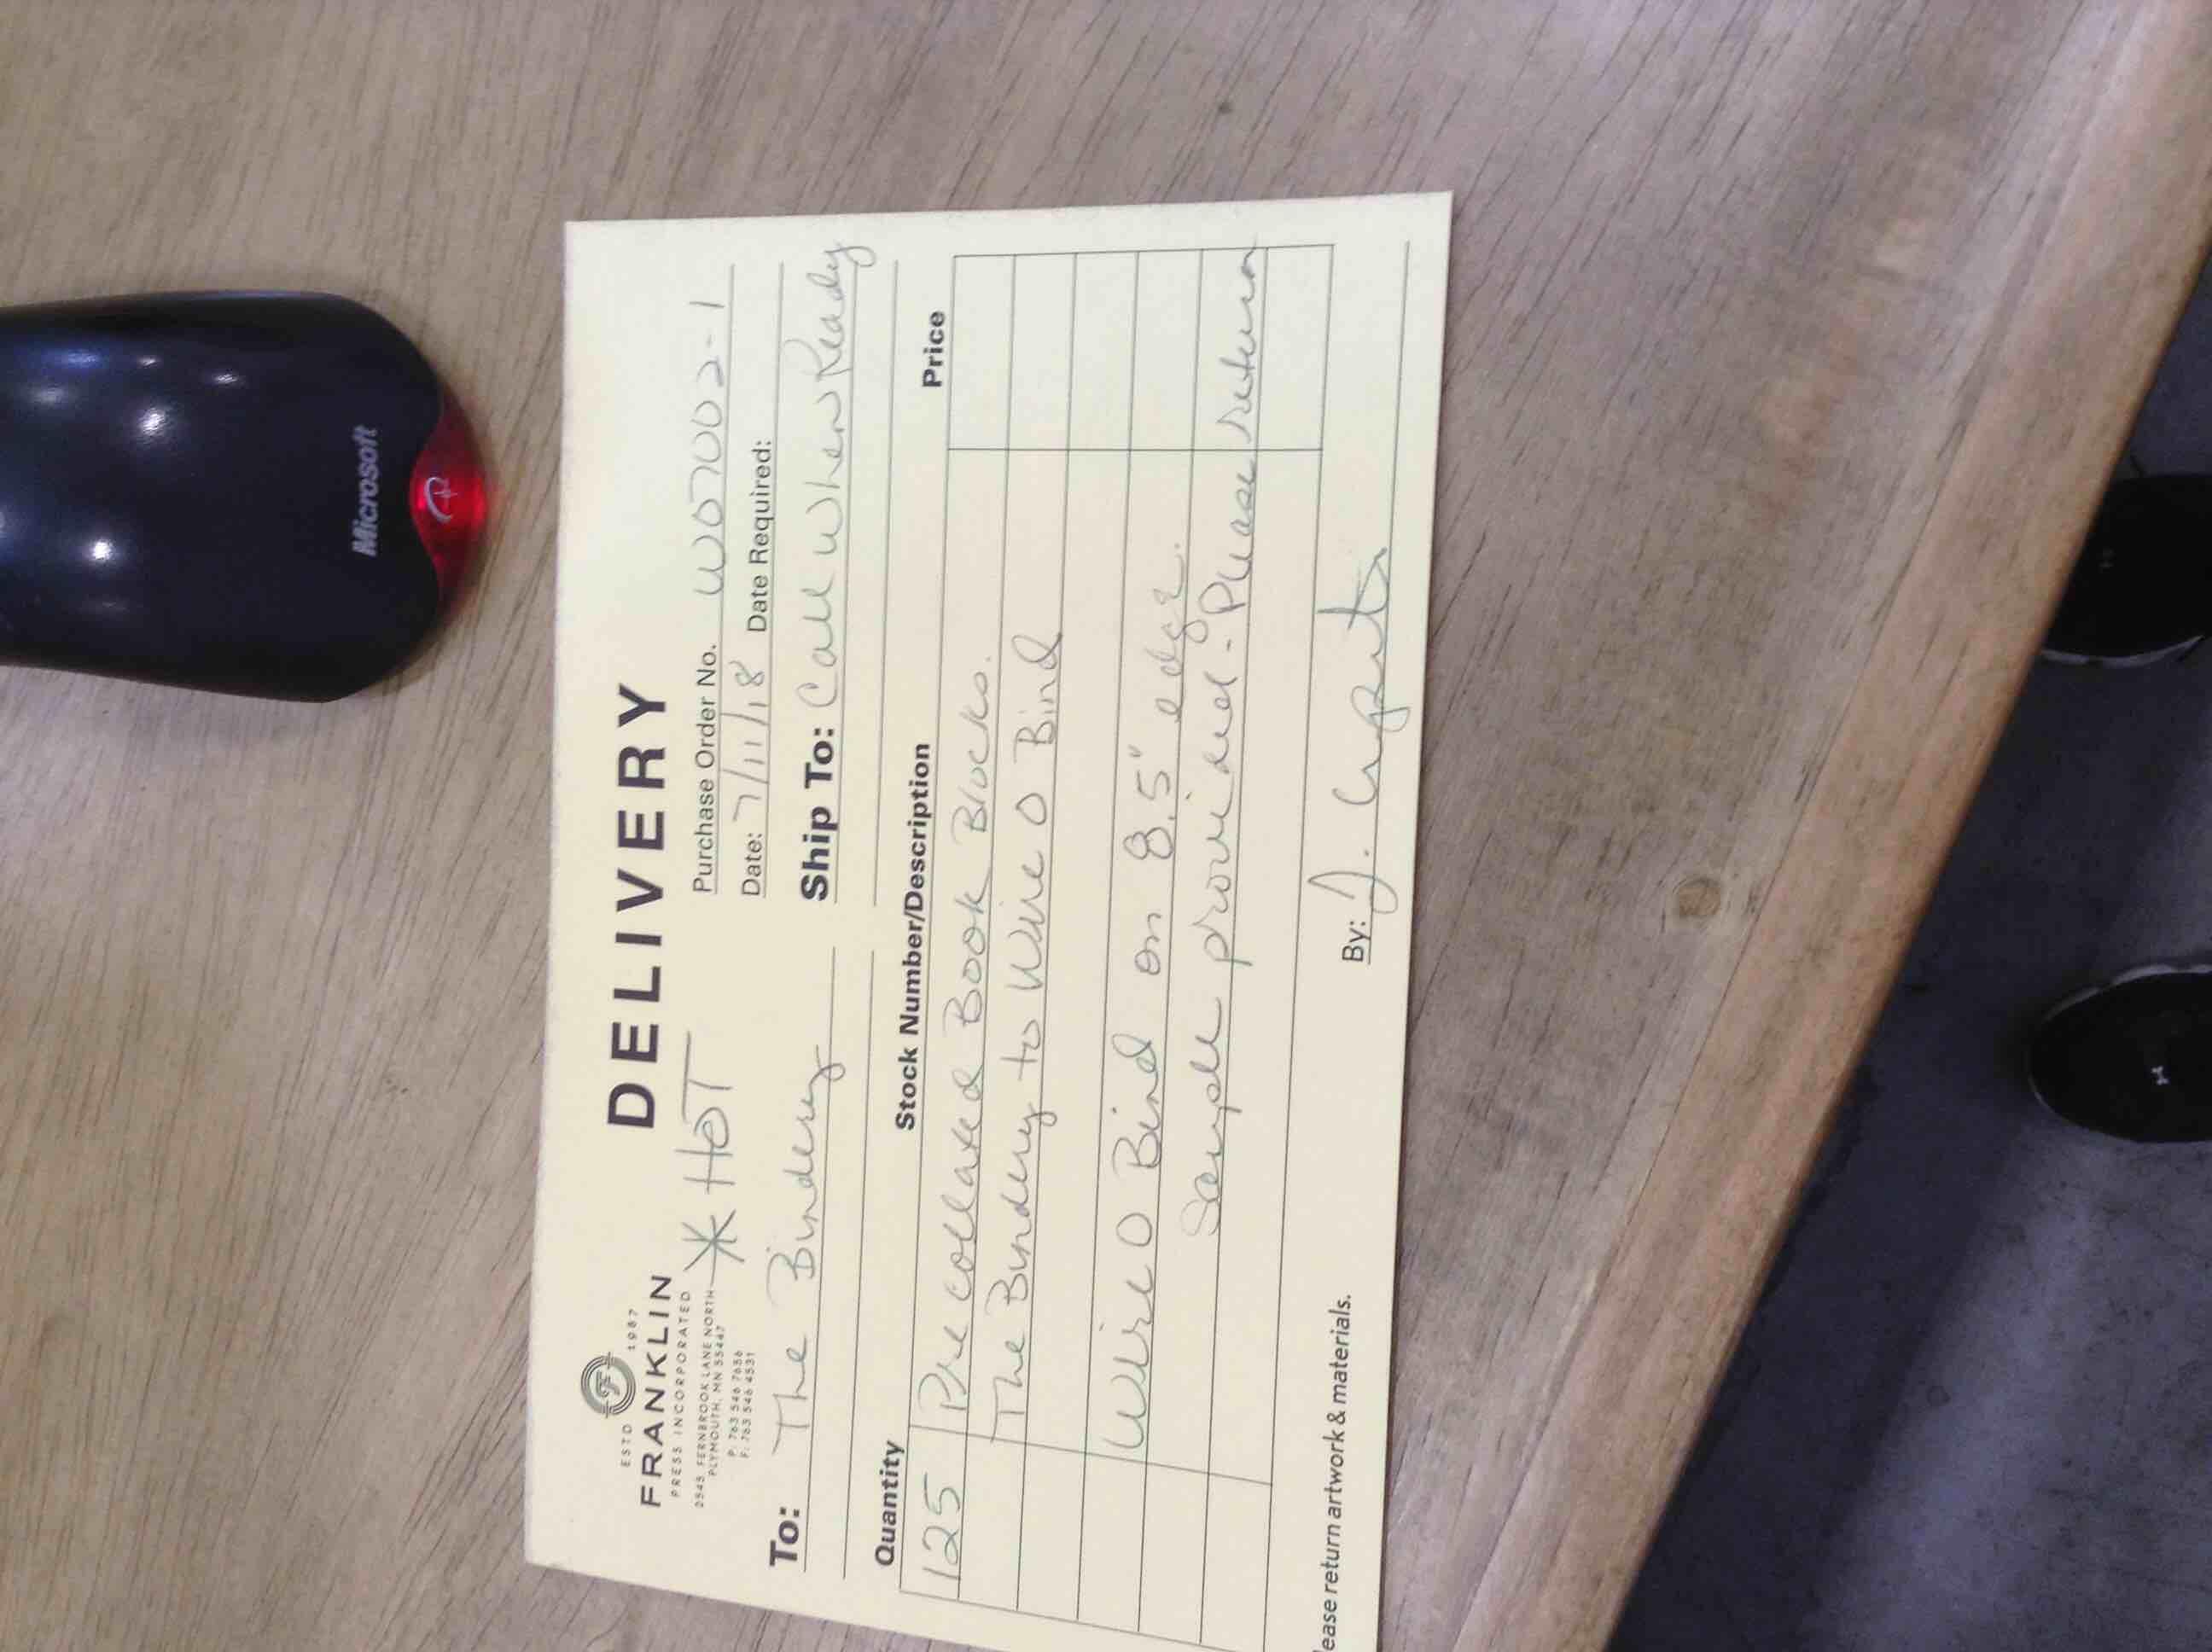 ESTD 1987
FRANKLIN
PRESS INCORPORATED
2545 FERNBROOK LANE NORTH
PLYMOUTH, MN 55447
P: 763 546 7656
F: 763 546 4531
DELIVERY
* HOT
Purchase Order No. W07002-1
Date: 7/11/18 Date Required:
To: The Bindery
Ship To: Call When Ready
Quantity Stock Number/Description Price
125 Pre collated Book Blocks.
The Bindery to Wire O Bind
Wire O Bind on 8.5" edge.
Sample provided - Please return
ease return artwork & materials.
By: J.
Microsoft